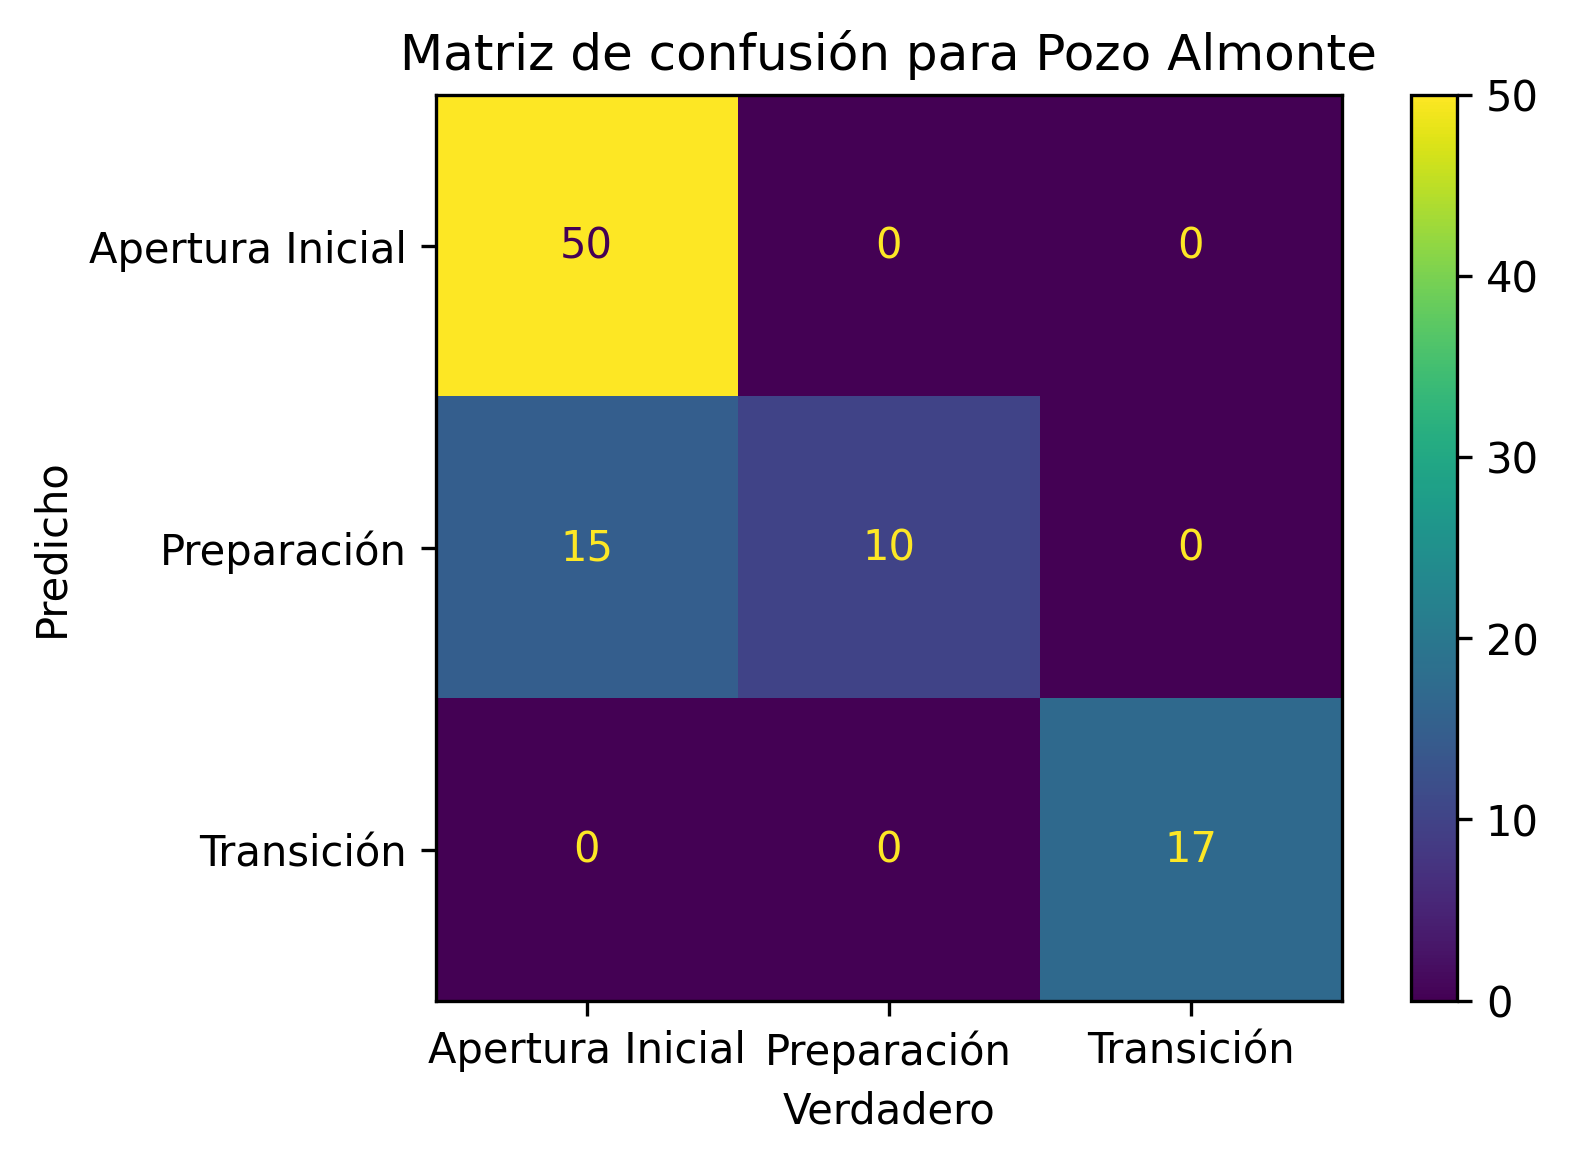 Matriz de confusión para Pozo Almonte
Apertura Inicial
50
0
0
Preparación
15
10
0
Transición
0
0
17
Predicho
Apertura Inicial
Preparación
Transición
Verdadero
50
40
30
20
10
0